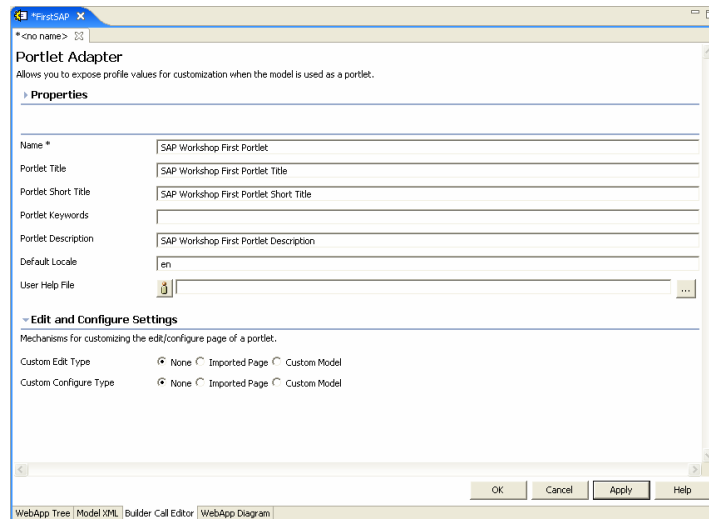 *FirstSAP
*<no name>
Portlet Adapter
Allows you to expose profile values for customization when the model is used as a portlet.
Properties
Name * SAP Workshop First Portlet
Portlet Title SAP Workshop First Portlet Title
Portlet Short Title SAP Workshop First Portlet Short Title
Portlet Keywords
Portlet Description SAP Workshop First Portlet Description
Default Locale en
User Help File ...
Edit and Configure Settings
Mechanisms for customizing the edit/configure page of a portlet.
Custom Edit Type None Imported Page Custom Model
Custom Configure Type None Imported Page Custom Model
OK Cancel Apply Help
WebApp Tree Model XML Builder Call Editor WebApp Diagram